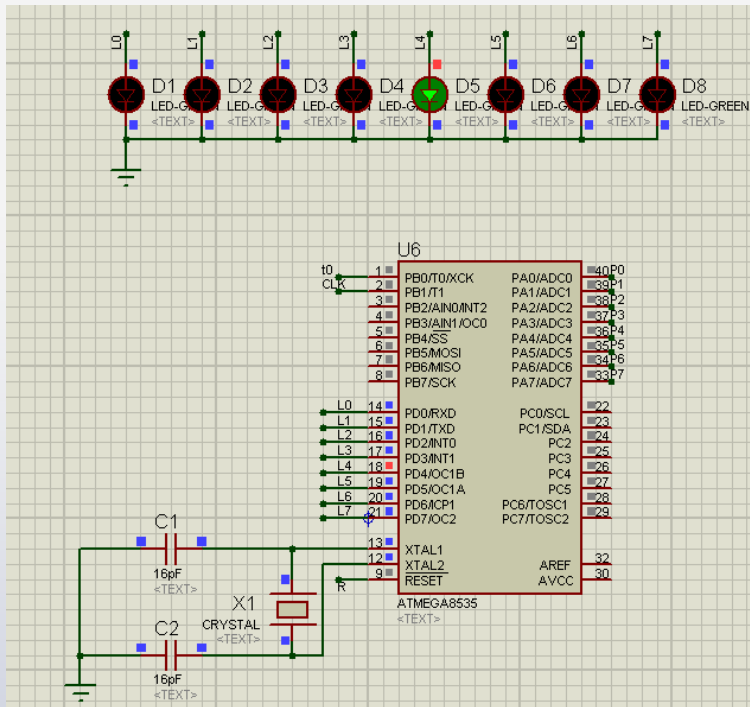 L0 L1 L2 L3 L4 L5 L6 L7
D1 D2 D3 D4 D5 D6 D7 D8
LED-GREEN
<TEXT> <TEXT> <TEXT> <TEXT> <TEXT> <TEXT> <TEXT> <TEXT>
U6
t0 1 PB0/T0/XCK PA0/ADC0 40 P0
CLK 2 PB1/T1 PA1/ADC1 39 P1
3 PB2/AIN0/INT2 PA2/ADC2 38 P2
4 PB3/AIN1/OC0 PA3/ADC3 37 P3
5 PB4/SS PA4/ADC4 36 P4
6 PB5/MOSI PA5/ADC5 35 P5
7 PB6/MISO PA6/ADC6 34 P6
8 PB7/SCK PA7/ADC7 33 P7
L0 14 PD0/RXD PC0/SCL 22
L1 15 PD1/TXD PC1/SDA 23
L2 16 PD2/INT0 PC2 24
L3 17 PD3/INT1 PC3 25
L4 18 PD4/OC1B PC4 26
L5 19 PD5/OC1A PC5 27
L6 20 PD6/ICP1 PC6/TOSC1 28
L7 21 PD7/OC2 PC7/TOSC2 29
13 XTAL1
12 XTAL2 AREF 32
R 9 RESET AVCC 30
ATMEGA8535
<TEXT>
C1
16pF
<TEXT>
X1
CRYSTAL
<TEXT>
C2
16pF
<TEXT>